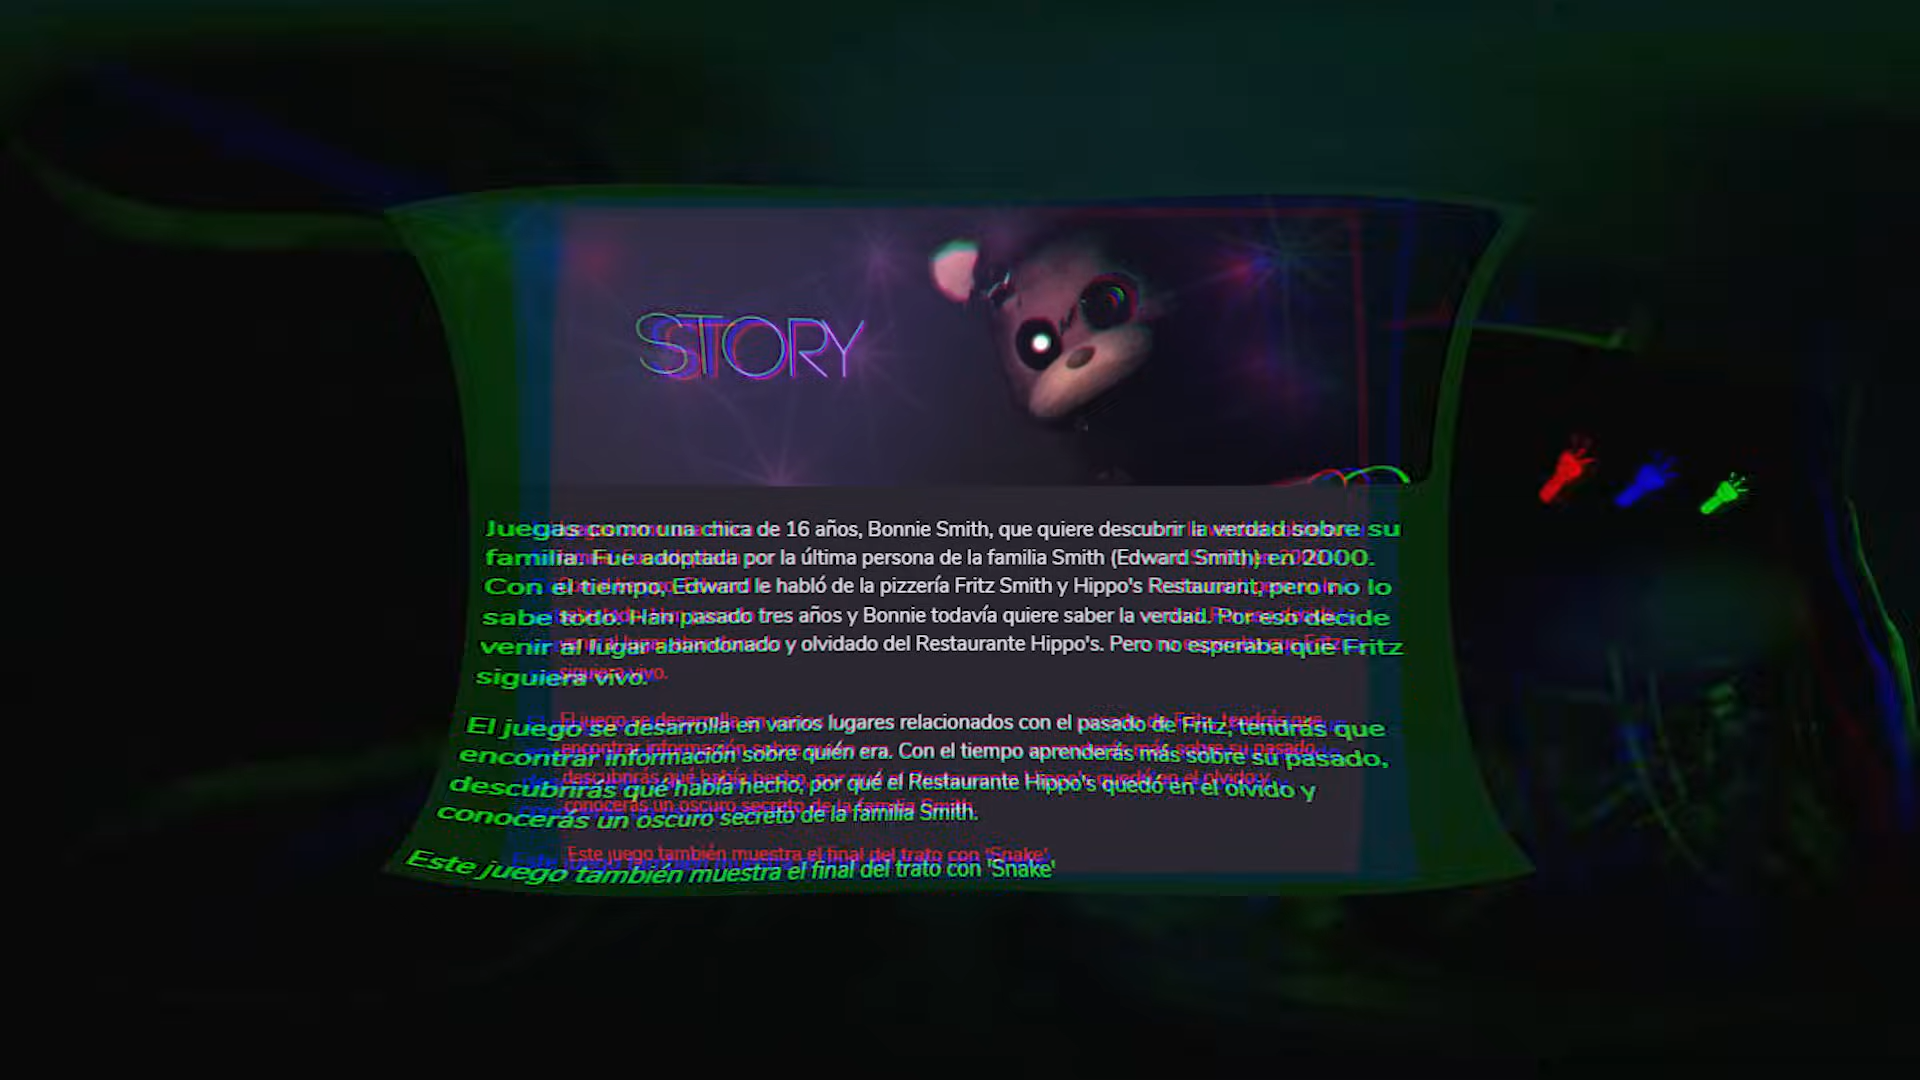 STORY
Juegas como una chica de 16 años, Bonnie Smith, que quiere descubrir la verdad sobre su
familia. Fue adoptada por la última persona de la familia Smith (Edward Smith) en 2000.
Con el tiempo, Edward le habló de la pizzería Fritz Smith y Hippo's Restaurant, pero no lo
sabe todo. Han pasado tres años y Bonnie todavía quiere saber la verdad. Por eso decide
venir al lugar abandonado y olvidado del Restaurante Hippo's. Pero no esperaba que Fritz
siguiera vivo.
El juego se desarrolla en varios lugares relacionados con el pasado de Fritz, tendrás que
encontrar información sobre quién era. Con el tiempo aprenderás más sobre su pasado,
descubrirás qué había hecho, por qué el Restaurante Hippo's quedó en el olvido y
conocerás un oscuro secreto de la familia Smith.
Este juego también muestra el final del trato con 'Snake'